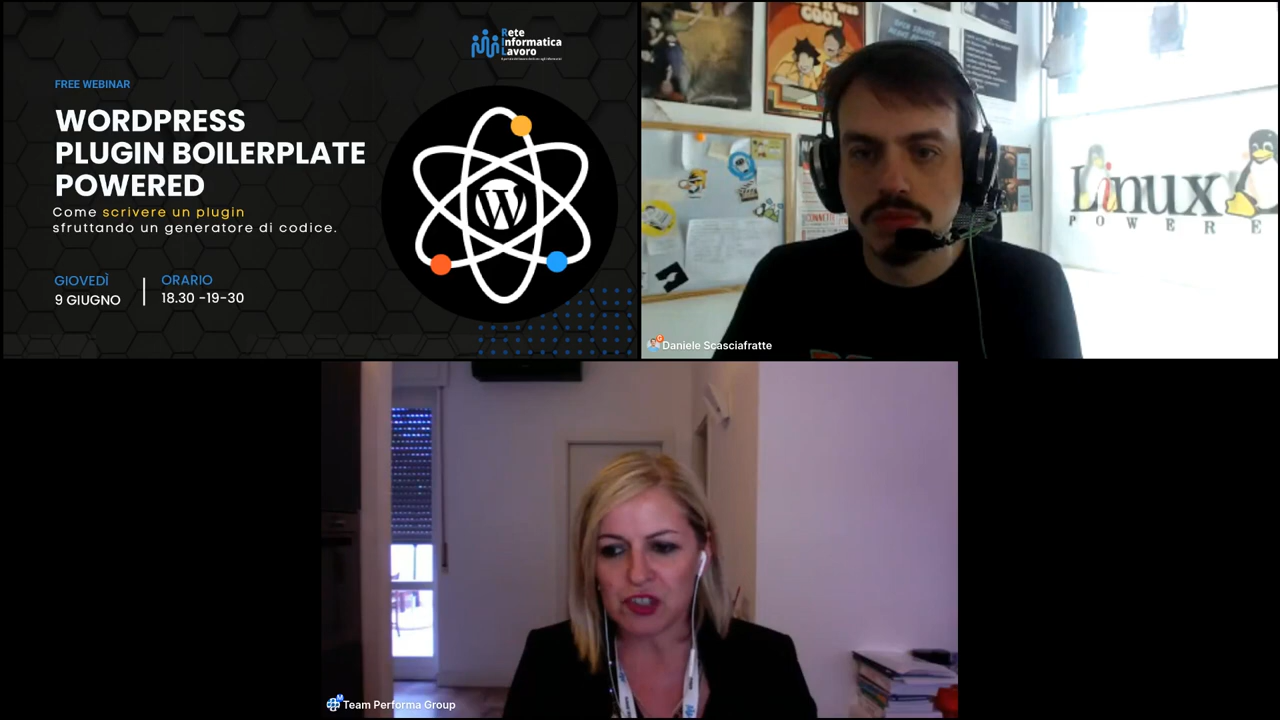 Rete
Informatica
Lavoro
FREE WEBINAR
WORDPRESS
PLUGIN BOILERPLATE
POWERED
Come scrivere un plugin
sfruttando un generatore di codice.
GIOVEDÌ
9 GIUGNO
ORARIO
18.30 -19-30
W
COOL
Linux
POWERE
Daniele Scasciafratte
Team Performa Group